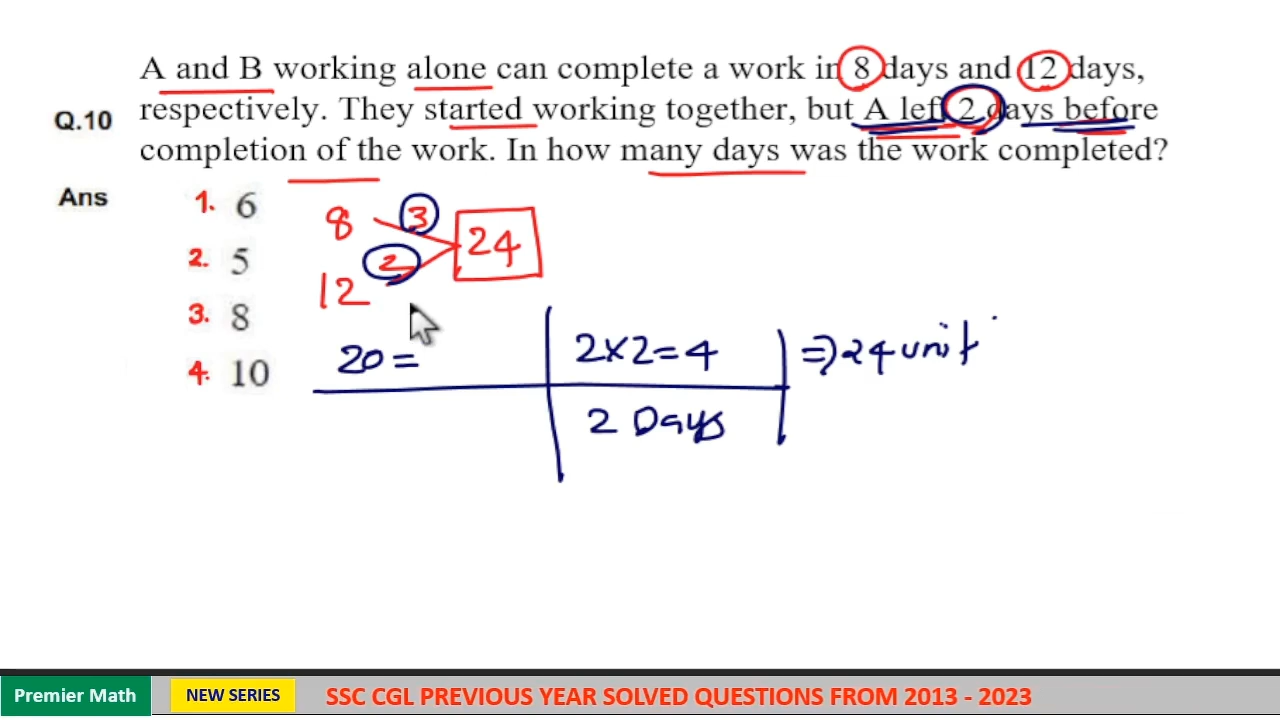 A and B working alone can complete a work in 8 days and 12 days,
respectively. They started working together, but A left 2 days before
Q.10
completion of the work. In how many days was the work completed?
Ans
1. 6
2. 5
3. 8
4. 10
8 3
24
12 2
20 =
2×2=4
⇒ 24 unit
2 Days
Premier Math
NEW SERIES
SSC CGL PREVIOUS YEAR SOLVED QUESTIONS FROM 2013 - 2023